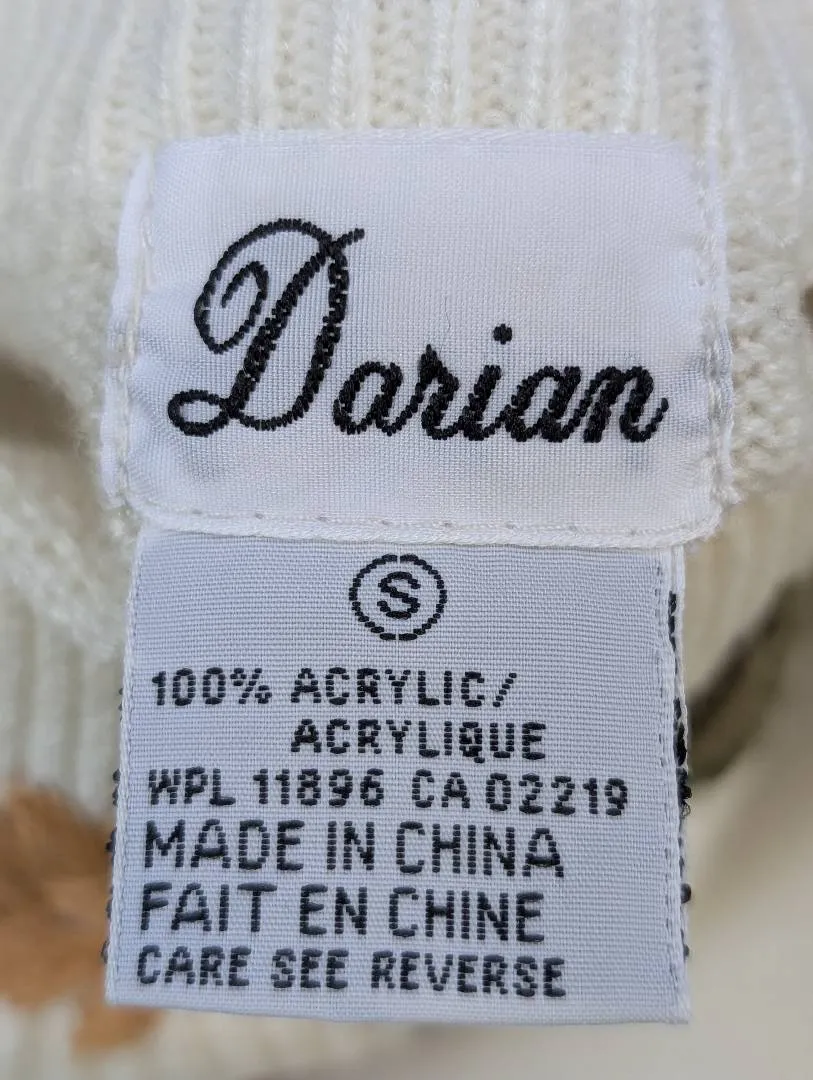 Darian
S
100% ACRYLIC/
ACRYLIQUE
WPL 11896 CA 02219
MADE IN CHINA
FAIT EN CHINE
CARE SEE REVERSE